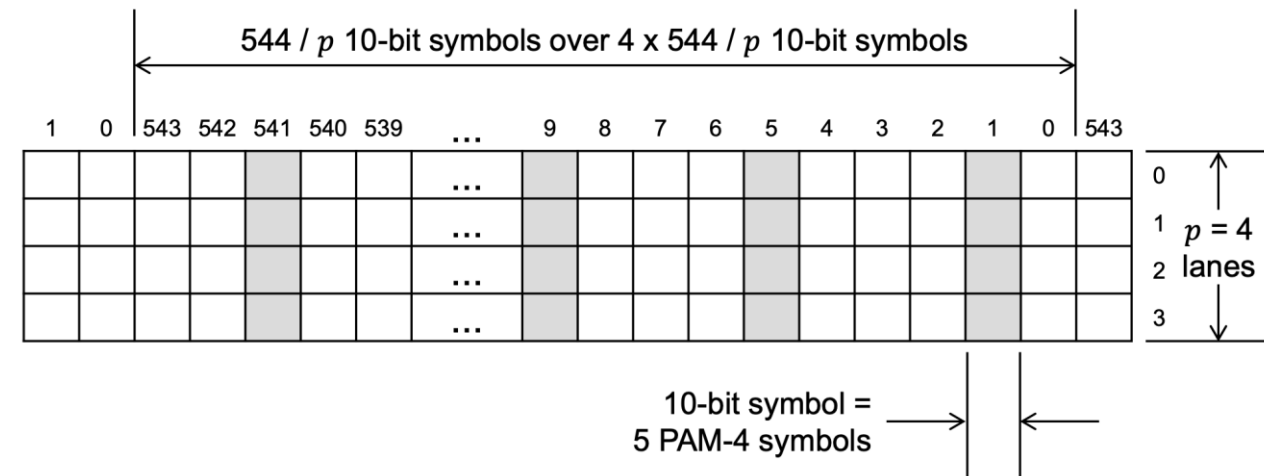 544 / p 10-bit symbols over 4 x 544 / p 10-bit symbols
1 0 543 542 541 540 539 ... 9 8 7 6 5 4 3 2 1 0 543
... 0
... 1
... 2
... 3
p = 4
lanes
10-bit symbol =
5 PAM-4 symbols